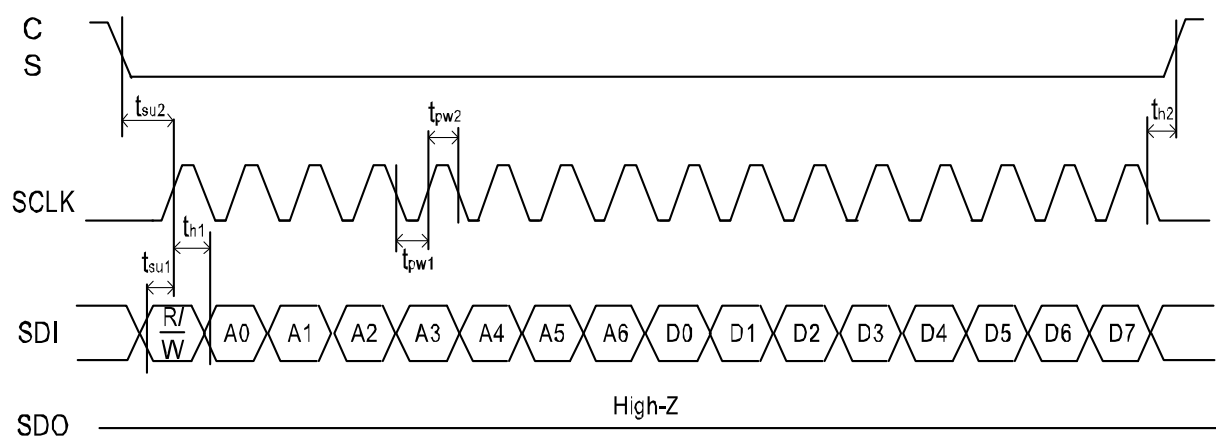 C
S
tsu2
tpw2
th2
SCLK
th1
tsu1
tpw1
SDI
R/
W
A0 A1 A2 A3 A4 A5 A6 D0 D1 D2 D3 D4 D5 D6 D7
High-Z
SDO